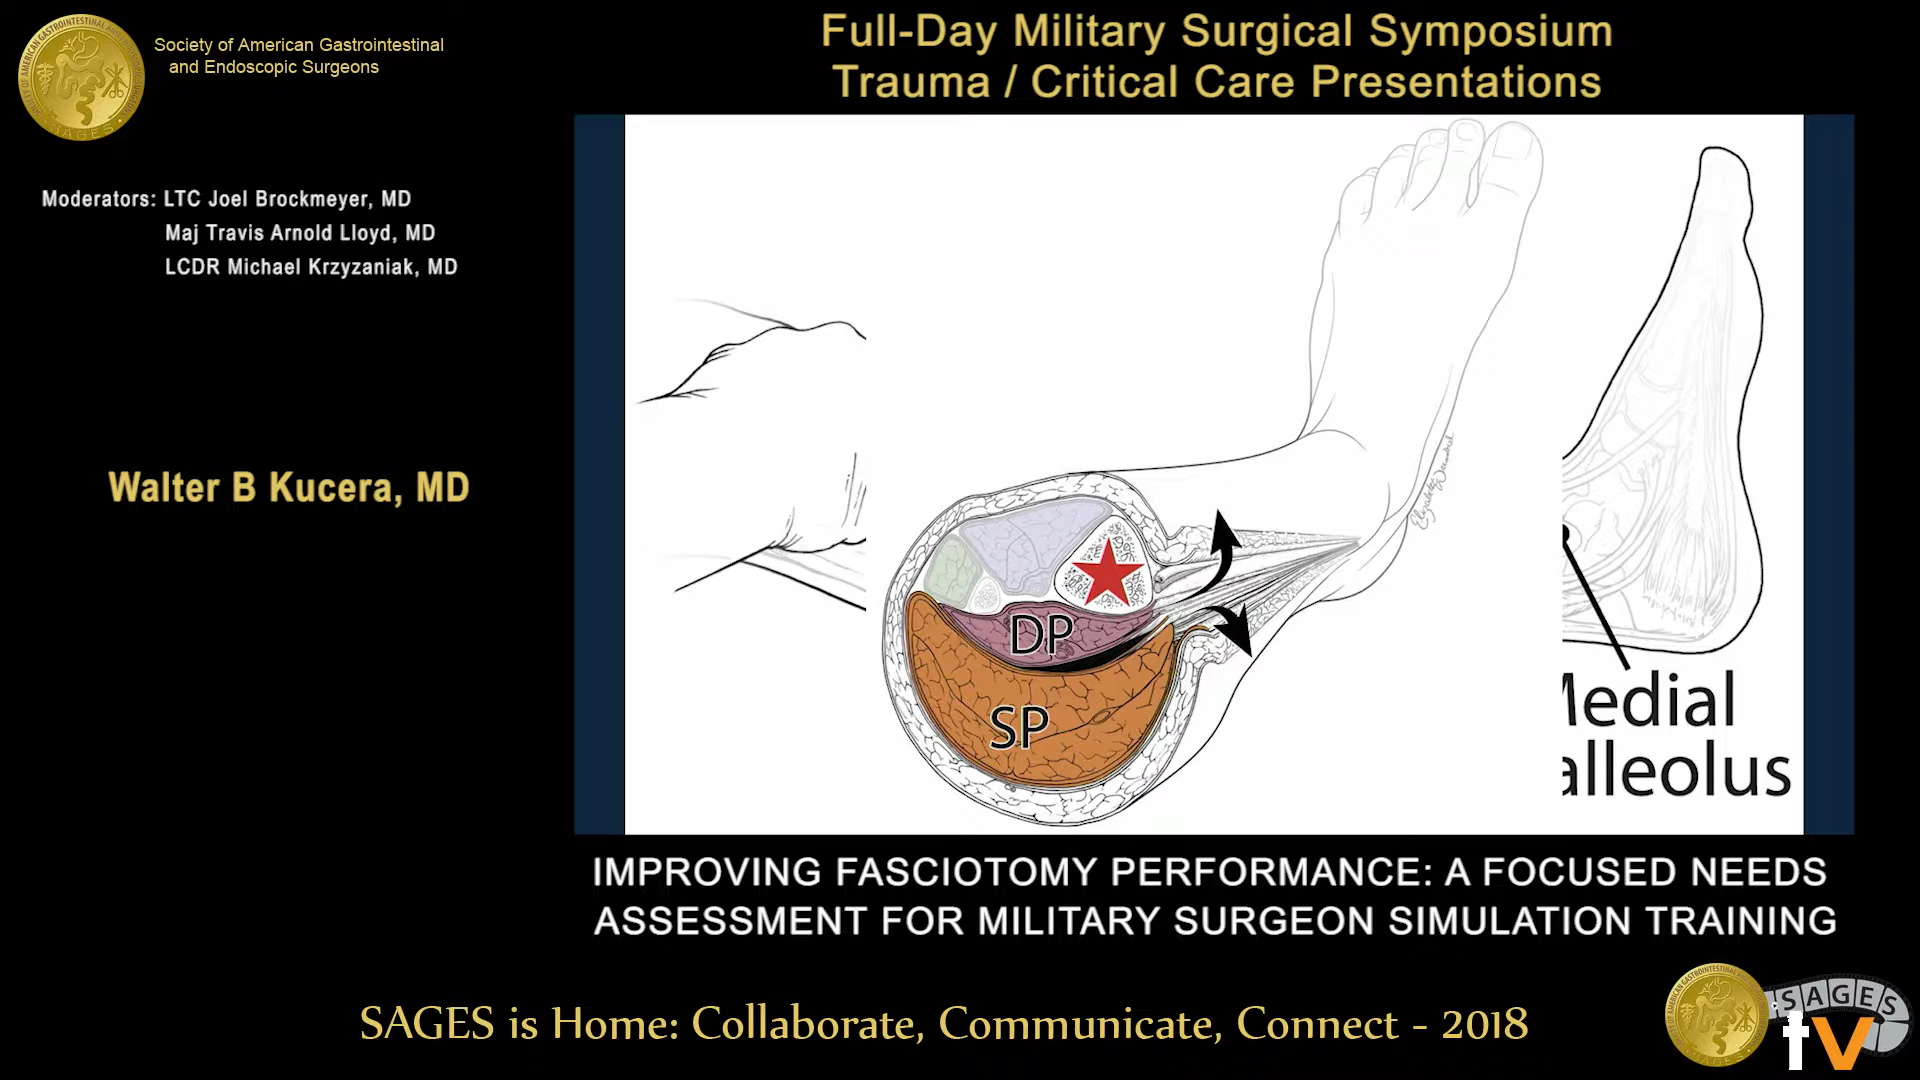 Society of American Gastrointestinal
and Endoscopic Surgeons
Full-Day Military Surgical Symposium
Trauma / Critical Care Presentations
Moderators: LTC Joel Brockmeyer, MD
Maj Travis Arnold Lloyd, MD
LCDR Michael Krzyzaniak, MD
Walter B Kucera, MD
DP
SP
Medial
alleolus
IMPROVING FASCIOTOMY PERFORMANCE: A FOCUSED NEEDS
ASSESSMENT FOR MILITARY SURGEON SIMULATION TRAINING
SAGES is Home: Collaborate, Communicate, Connect - 2018
SAGES
tv